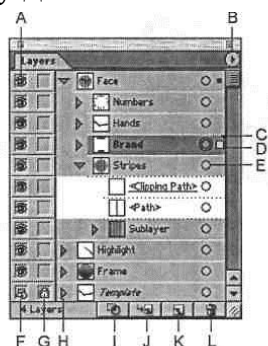 A B
Layers
Face
Numbers
Hands
C
Brand
D
Stripes
E
<Clipping Path>
<Path>
Sublayer
Highlight
Frame
Template
4 Layers
F G H I J K L